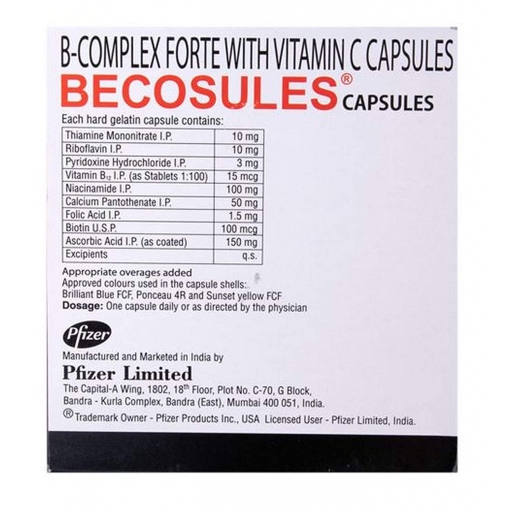 B-COMPLEX FORTE WITH VITAMIN C CAPSULES
BECOSULES® CAPSULES
Each hard gelatin capsule contains:
Thiamine Mononitrate I.P. 10 mg
Riboflavin I.P. 10 mg
Pyridoxine Hydrochloride I.P. 3 mg
Vitamin B₁₂ I.P. (as Stablets 1:100) 15 mcg
Niacinamide I.P. 100 mg
Calcium Pantothenate I.P. 50 mg
Folic Acid I.P. 1.5 mg
Biotin U.S.P. 100 mcg
Ascorbic Acid I.P. (as coated) 150 mg
Excipients q.s.
Appropriate overages added
Approved colours used in the capsule shells:
Brilliant Blue FCF, Ponceau 4R and Sunset yellow FCF
Dosage: One capsule daily or as directed by the physician
Pfizer
Manufactured and Marketed in India by
Pfizer Limited
The Capital-A Wing, 1802, 18th Floor, Plot No. C-70, G Block,
Bandra - Kurla Complex, Bandra (East), Mumbai 400 051, India.
® Trademark Owner - Pfizer Products Inc., USA Licensed User - Pfizer Limited, India.